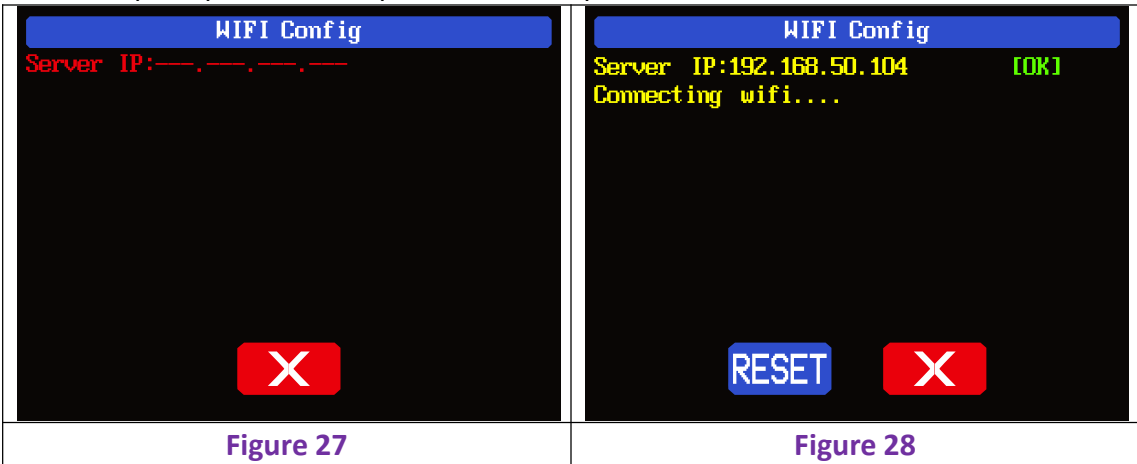 WIFI Config
Server IP:---.---.---.---
X
Figure 27
WIFI Config
Server IP:192.168.50.104 [OK]
Connecting wifi....
RESET X
Figure 28